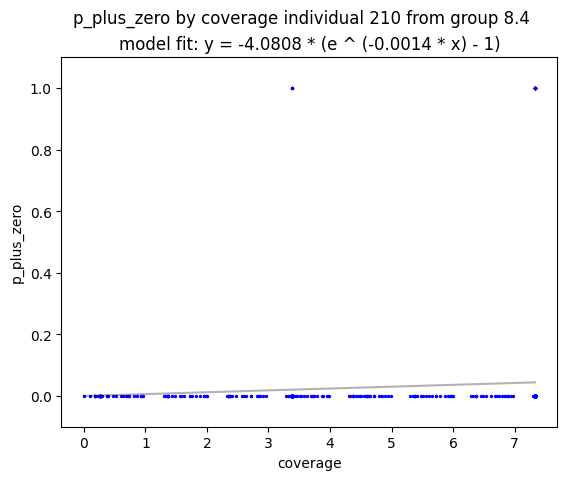 p_plus_zero by coverage individual 210 from group 8.4
model fit: y = -4.0808 * (e ^ (-0.0014 * x) - 1)
1.0
0.8
0.6
0.4
0.2
0.0
p_plus_zero
0 1 2 3 4 5 6 7
coverage